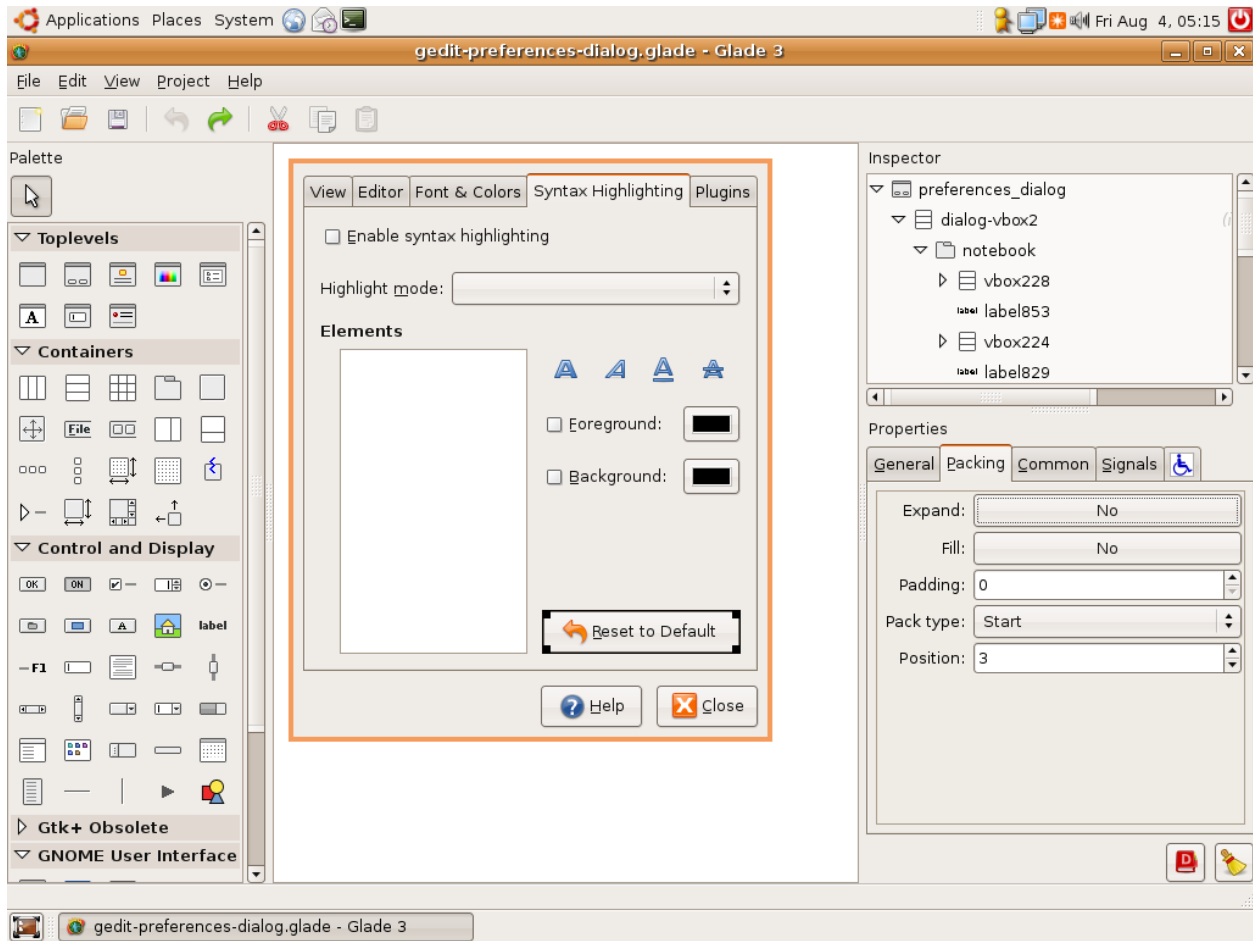 Applications Places System Fri Aug 4, 05:15
gedit-preferences-dialog.glade - Glade 3
File Edit View Project Help
Palette
Toplevels
A
Containers
File
Control and Display
OK ON
A label
F1
Gtk+ Obsolete
GNOME User Interface
View Editor Font & Colors Syntax Highlighting Plugins
Enable syntax highlighting
Highlight mode:
Elements
A A A A
Foreground:
Background:
Reset to Default
Help Close
Inspector
preferences_dialog
dialog-vbox2 (i
notebook
vbox228
label label853
vbox224
label label829
Properties
General Packing Common Signals
Expand: No
Fill: No
Padding: 0
Pack type: Start
Position: 3
D
gedit-preferences-dialog.glade - Glade 3